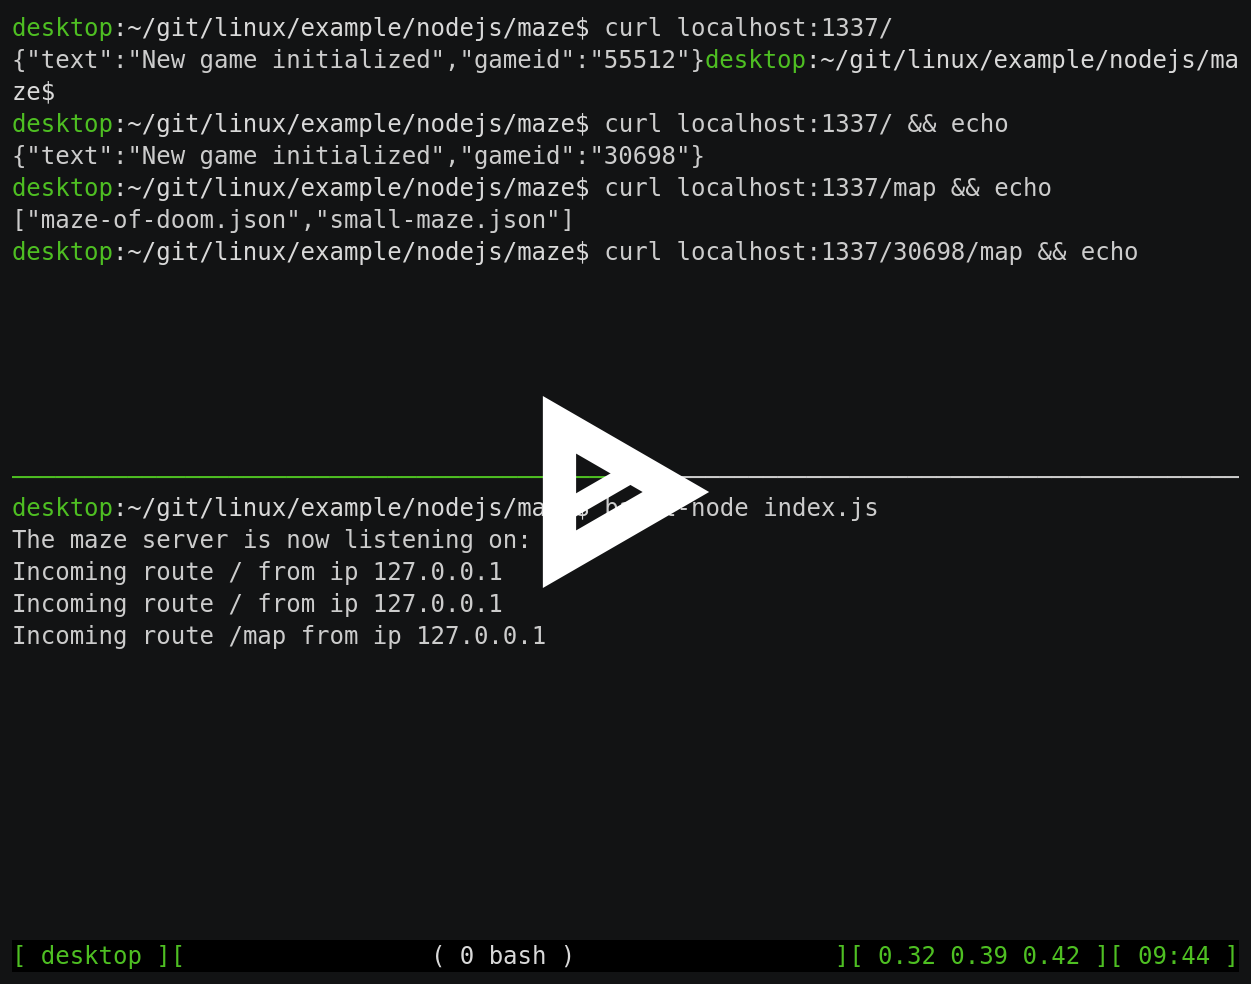 desktop:~/git/linux/example/nodejs/maze$ curl localhost:1337/
{"text":"New game initialized","gameid":"55512"}desktop:~/git/linux/example/nodejs/ma
ze$
desktop:~/git/linux/example/nodejs/maze$ curl localhost:1337/ && echo
{"text":"New game initialized","gameid":"30698"}
desktop:~/git/linux/example/nodejs/maze$ curl localhost:1337/map && echo
["maze-of-doom.json","small-maze.json"]
desktop:~/git/linux/example/nodejs/maze$ curl localhost:1337/30698/map && echo
desktop:~/git/linux/example/nodejs/ma $ -node index.js
The maze server is now listening on:
Incoming route / from ip 127.0.0.1
Incoming route / from ip 127.0.0.1
Incoming route /map from ip 127.0.0.1
[ desktop ][ ( 0 bash ) ][ 0.32 0.39 0.42 ][ 09:44 ]